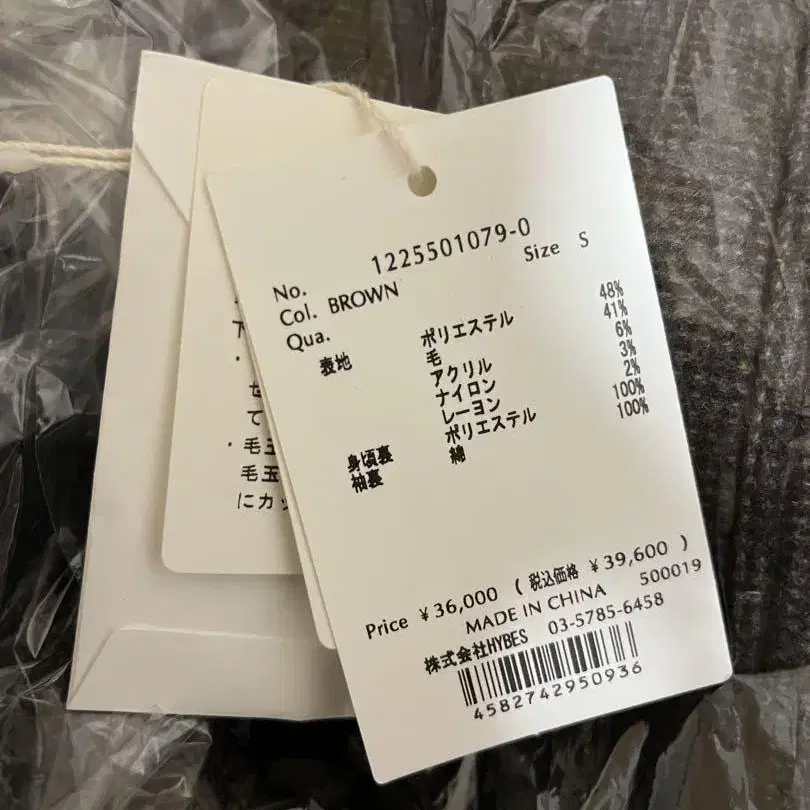 No. 1225501079-0
Col. BROWN Size S
Qua.
表地 ポリエステル 48%
毛 41%
アクリル 6%
ナイロン 3%
レーヨン 2%
身頃裏 ポリエステル 100%
袖裏 綿 100%
Price ¥36,000 ( 税込価格 ¥39,600 )
MADE IN CHINA 500019
株式会社HYBES 03-5785-6458
4582742950936
・
て
・毛玉
毛玉
にカッ